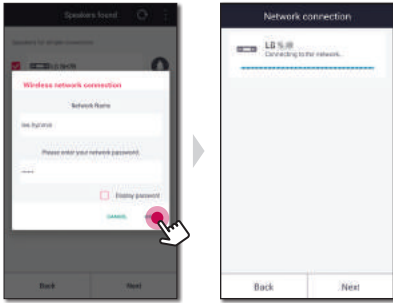 Speakers found
Wireless network connection
Network Name
Please enter your network password.
Display password
CANCEL
Back Next
Network connection
LG
Connecting to the network.
Back Next